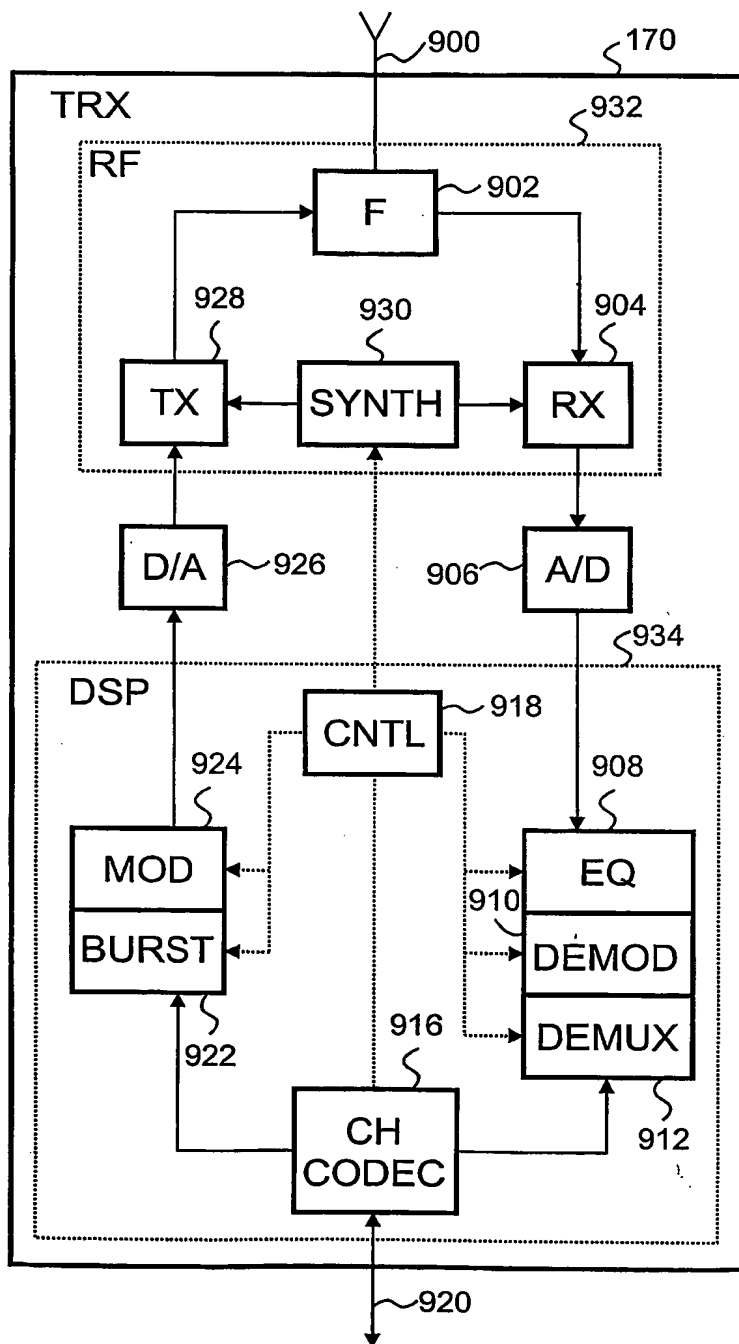 900
170
TRX
932
RF
F
902
928
930
904
TX
SYNTH
RX
D/A
926
906
A/D
934
DSP
CNTL
918
924
908
MOD
EQ
910
BURST
DEMOD
922
916
DEMUX
CH
CODEC
912
920